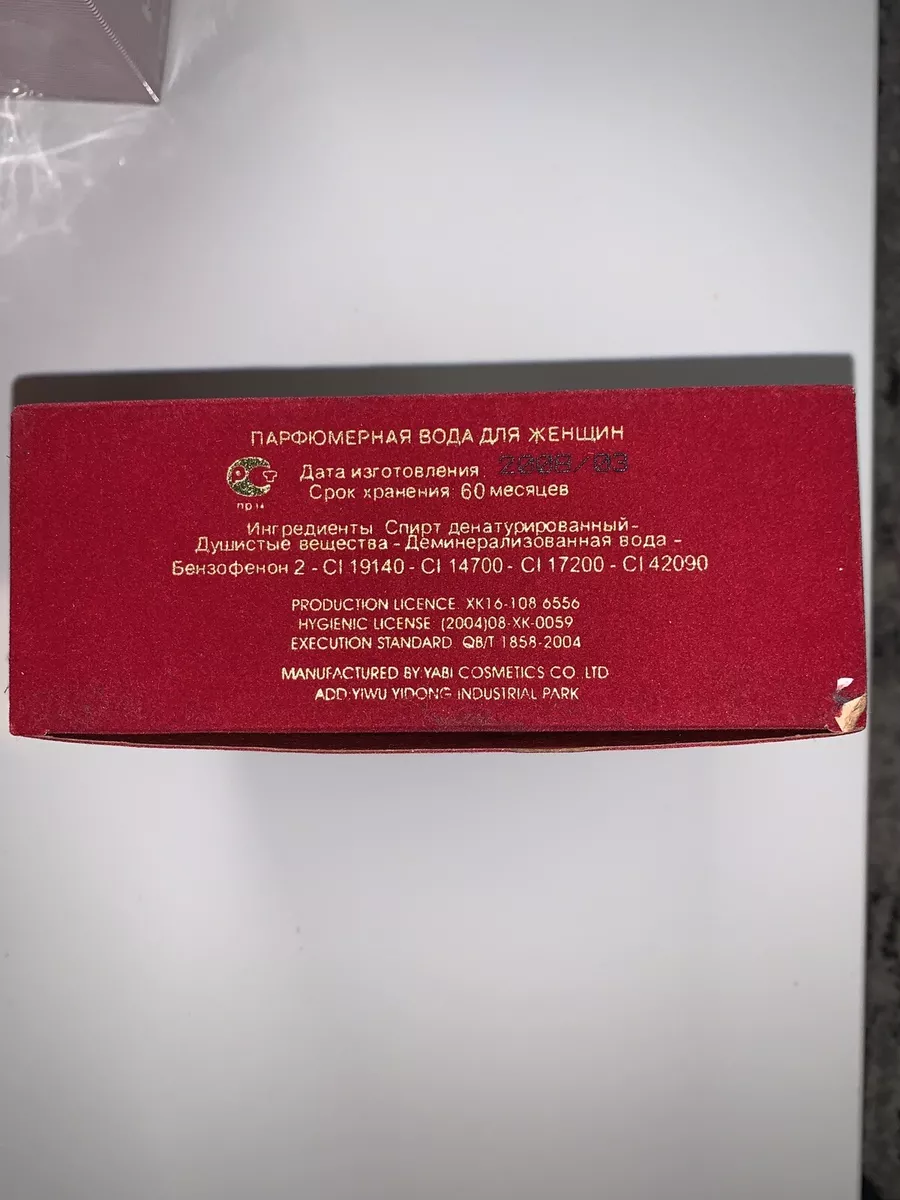 ПАРФЮМЕРНАЯ ВОДА ДЛЯ ЖЕНЩИН
Дата изготовления 2008/03
Срок хранения 60 месяцев
Ингредиенты Спирт денатурированный-
Душистые вещества - Деминерализованная вода -
Бензофенон 2 - CI 19140 - CI 14700 - CI 17200 - CI 42090
PRODUCTION LICENCE. XK16-108 6556
HYGIENIC LICENSE (2004)08-XK-0059
EXECUTION STANDARD QB/T 1858-2004
MANUFACTURED BY:YABI COSMETICS CO. LTD
ADD:YIWU YIDONG INDUSTRIAL PARK